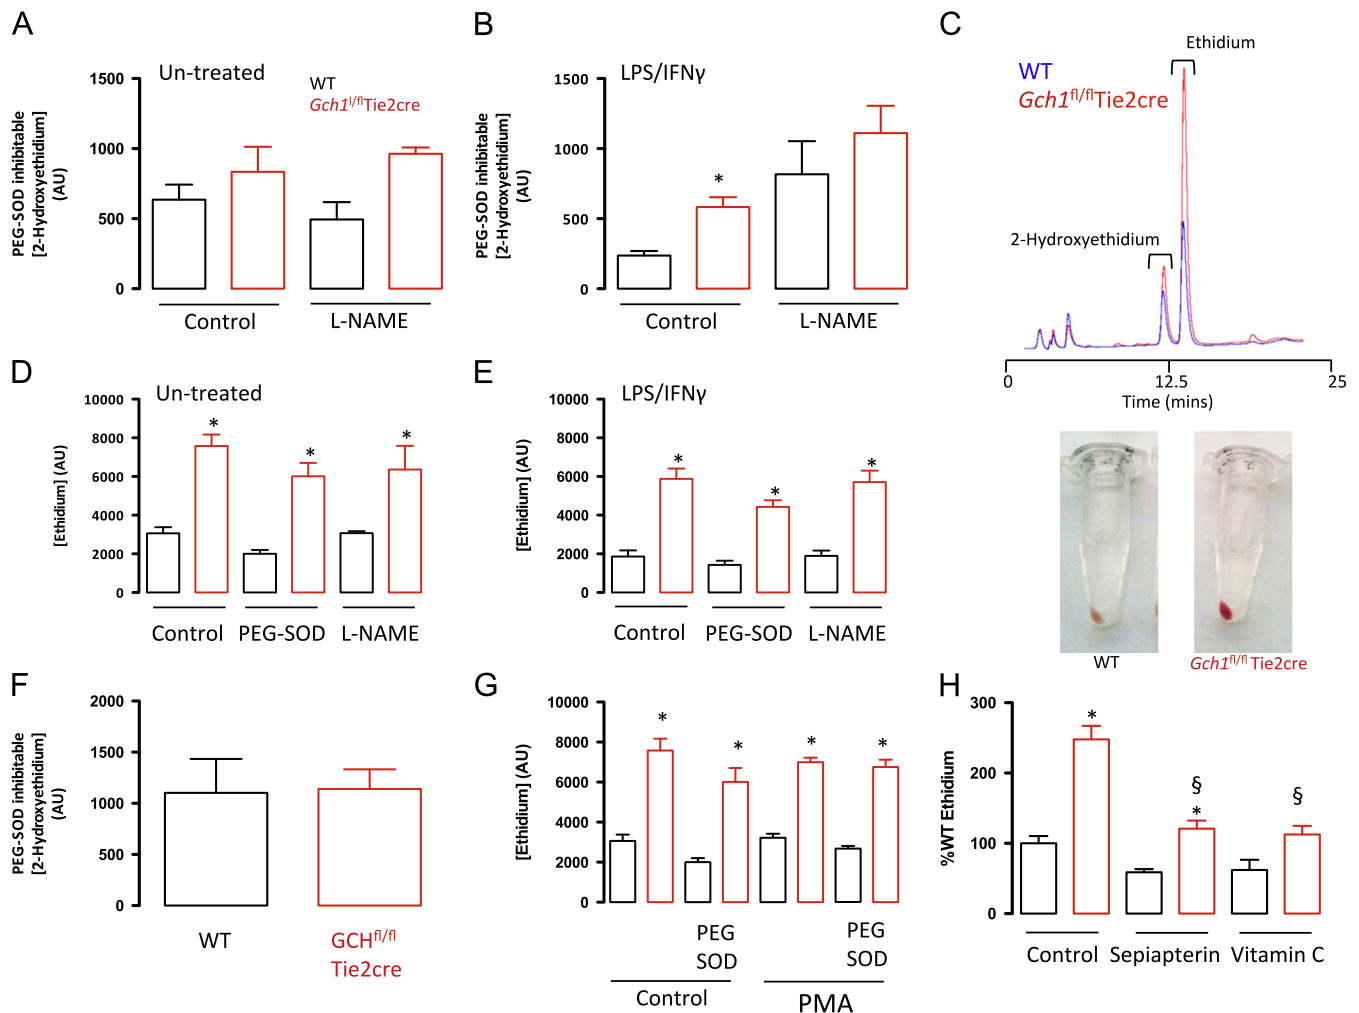 A
Un-treated
WT
Gch1l/flTie2cre
PEG-SOD inhibitable
[2-Hydroxyethidium]
(AU)
1500
1000
500
0
Control
L-NAME
B
LPS/IFNγ
PEG-SOD inhibitable
[2-Hydroxyethidium]
(AU)
1500
1000
500
0
*
Control
L-NAME
C
WT
Gch1fl/flTie2cre
Ethidium
2-Hydroxyethidium
0
12.5
25
Time (mins)
WT
Gch1fl/fl Tie2cre
D
Un-treated
[Ethidium] (AU)
10000
8000
6000
4000
2000
0
*
*
*
Control
PEG-SOD
L-NAME
E
LPS/IFNγ
[Ethidium] (AU)
10000
8000
6000
4000
2000
0
*
*
*
Control
PEG-SOD
L-NAME
F
PEG-SOD inhibitable
[2-Hydroxyethidium]
(AU)
2000
1500
1000
500
0
WT
GCHfl/fl
Tie2cre
G
[Ethidium] (AU)
10000
8000
6000
4000
2000
0
*
*
*
*
PEG
SOD
PEG
SOD
Control
PMA
H
%WT Ethidium
300
200
100
0
*
§
*
§
Control
Sepiapterin
Vitamin C